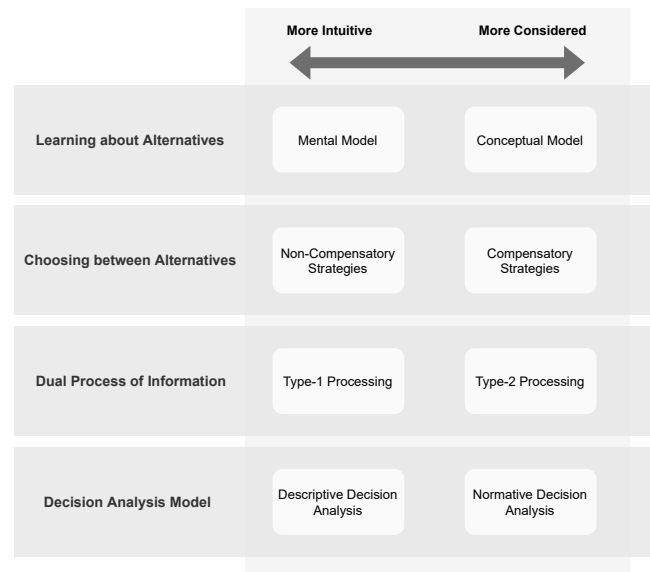 More Intuitive More Considered
Learning about Alternatives
Mental Model
Conceptual Model
Choosing between Alternatives
Non-Compensatory
Strategies
Compensatory
Strategies
Dual Process of Information
Type-1 Processing
Type-2 Processing
Decision Analysis Model
Descriptive Decision
Analysis
Normative Decision
Analysis